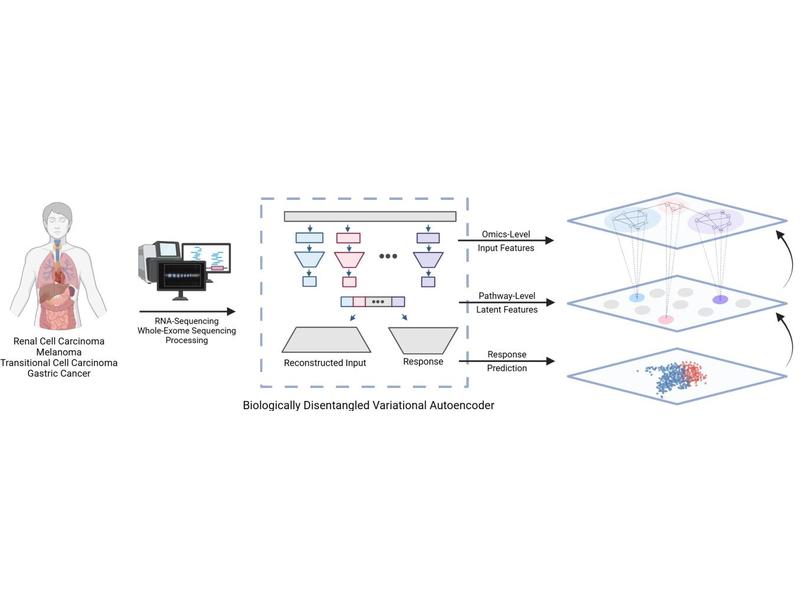 Renal Cell Carcinoma
Melanoma
Transitional Cell Carcinoma
Gastric Cancer
RNA-Sequencing
Whole-Exome Sequencing
Processing
Reconstructed Input
Response
Biologically Disentangled Variational Autoencoder
Omics-Level
Input Features
Pathway-Level
Latent Features
Response
Prediction